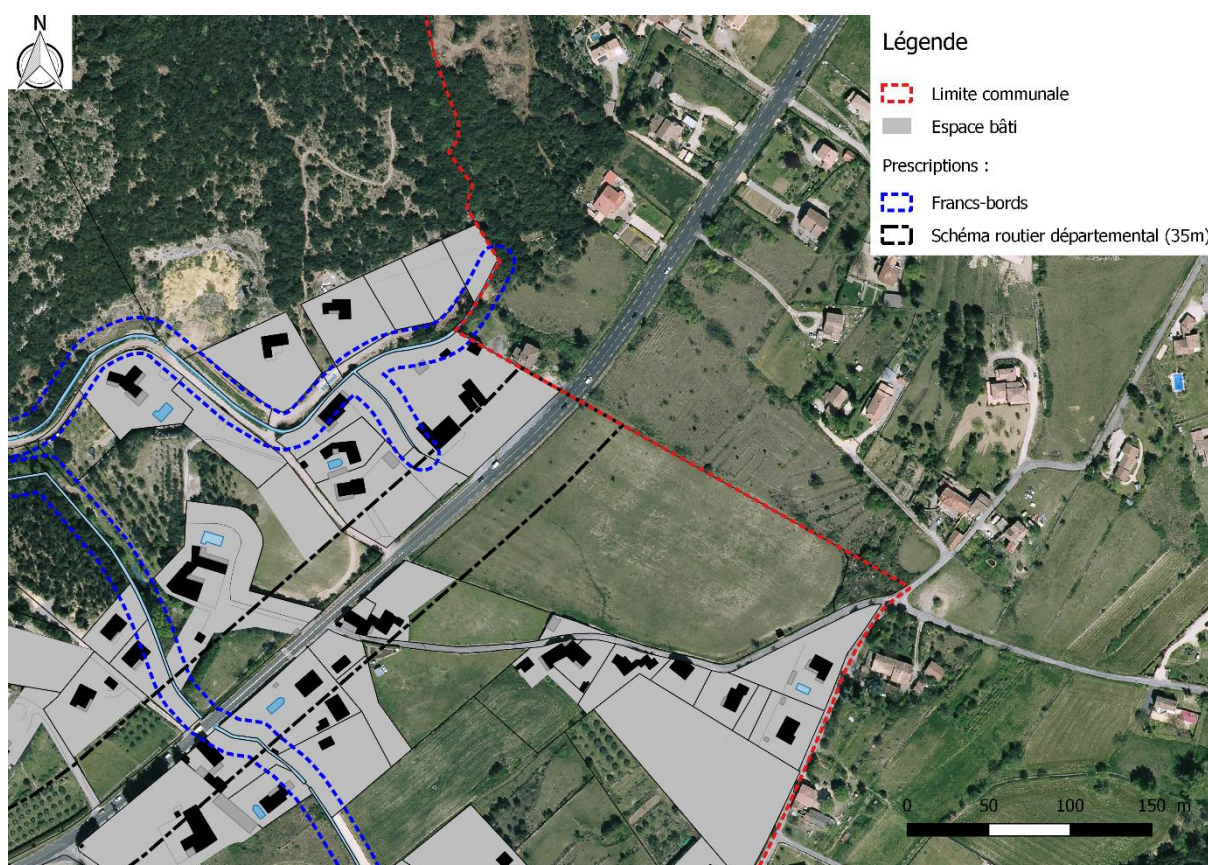 N
Légende
Limite communale
Espace bâti
Prescriptions :
Francs-bords
Schéma routier départemental (35m)
0 50 100 150 m